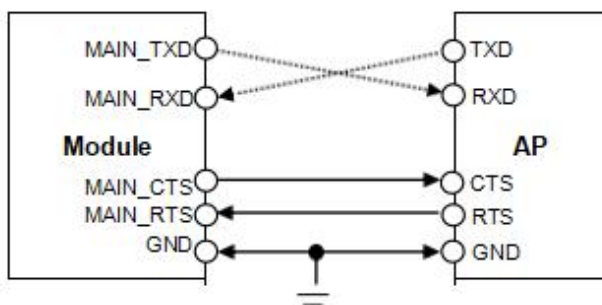 MAIN_TXD
MAIN_RXD
Module
MAIN_CTS
MAIN_RTS
GND
TXD
RXD
AP
CTS
RTS
GND